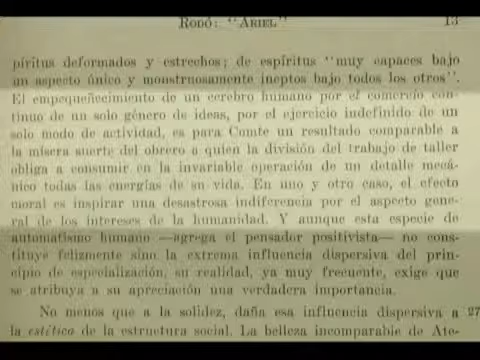 RODÓ: "ARIEL" 13
píritus deformados y estrechos; de espíritus "muy capaces bajo
un aspecto único y monstruosamente ineptos bajo todos los otros".
El empequeñecimiento de un cerebro humano por el comercio con-
tinuo de un solo género de ideas, por el ejercicio indefinido de un
solo modo de actividad, es para Comte un resultado comparable a
la mísera suerte del obrero a quien la división del trabajo de taller
obliga a consumir en la invariable operación de un detalle mecá-
nico todas las energías de su vida. En uno y otro caso, el efecto
moral es inspirar una desastrosa indiferencia por el aspecto gene-
ral de los intereses de la humanidad. Y aunque esta especie de
automatismo humano —agrega el pensador positivista— no cons-
tituye felizmente sino la extrema influencia dispersiva del prin-
cipio de especialización, su realidad, ya muy frecuente, exige que
se atribuya a su apreciación una verdadera importancia.
No menos que a la solidez, daña esa influencia dispersiva a 27
la estética de la estructura social. La belleza incomparable de Ate-